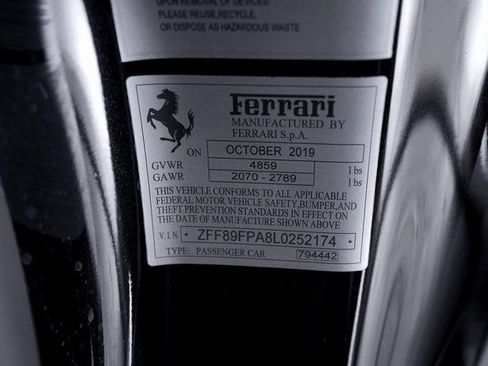 UPON REMOVAL OF DEVICES
PLEASE REUSE, RECYCLE
OR DISPOSE AS HAZARDOUS WASTE
Ferrari
MANUFACTURED BY
FERRARI S.p.A.
ON OCTOBER 2019
GVWR 4859 lbs
GAWR 2070 - 2789 lbs
THIS VEHICLE CONFORMS TO ALL APPLICABLE
FEDERAL MOTOR VEHICLE SAFETY, BUMPER, AND
THEFT PREVENTION STANDARDS IN EFFECT ON
THE DATE OF MANUFACTURE SHOWN ABOVE
V.I.N. * ZFF89FPA8L0252174 *
TYPE: PASSENGER CAR 794442